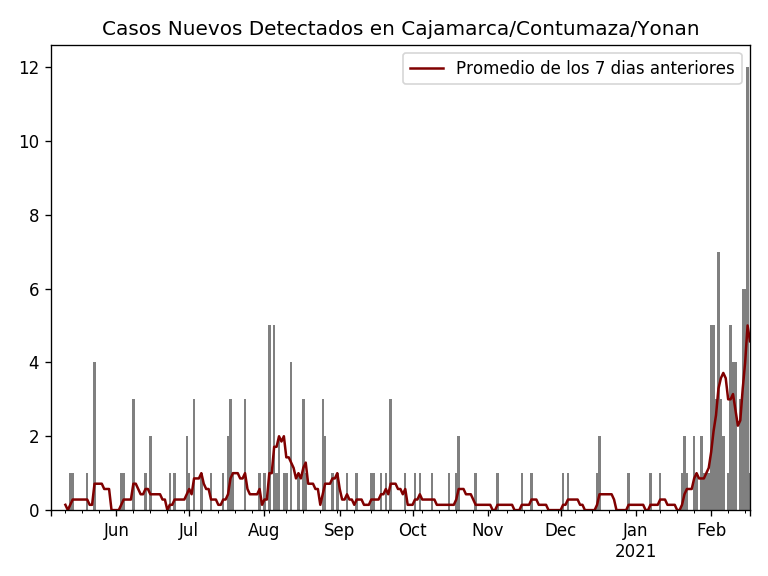 Casos Nuevos Detectados en Cajamarca/Contumaza/Yonan
Promedio de los 7 dias anteriores
12
10
8
6
4
2
0
Jun Jul Aug Sep Oct Nov Dec Jan Feb
2021